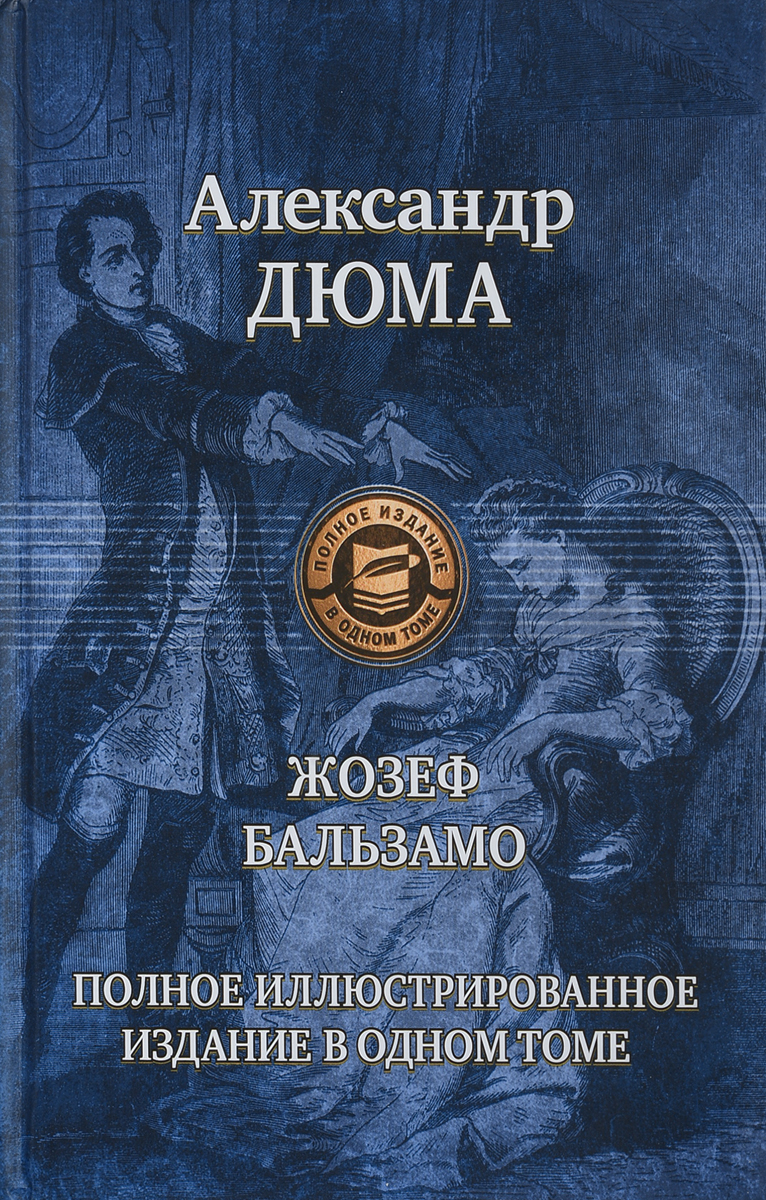 Александр
ДЮМА
ПОЛНОЕ ИЗДАНИЕ
В ОДНОМ ТОМЕ
ЖОЗЕФ
БАЛЬЗАМО
ПОЛНОЕ ИЛЛЮСТРИРОВАННОЕ
ИЗДАНИЕ В ОДНОМ ТОМЕ